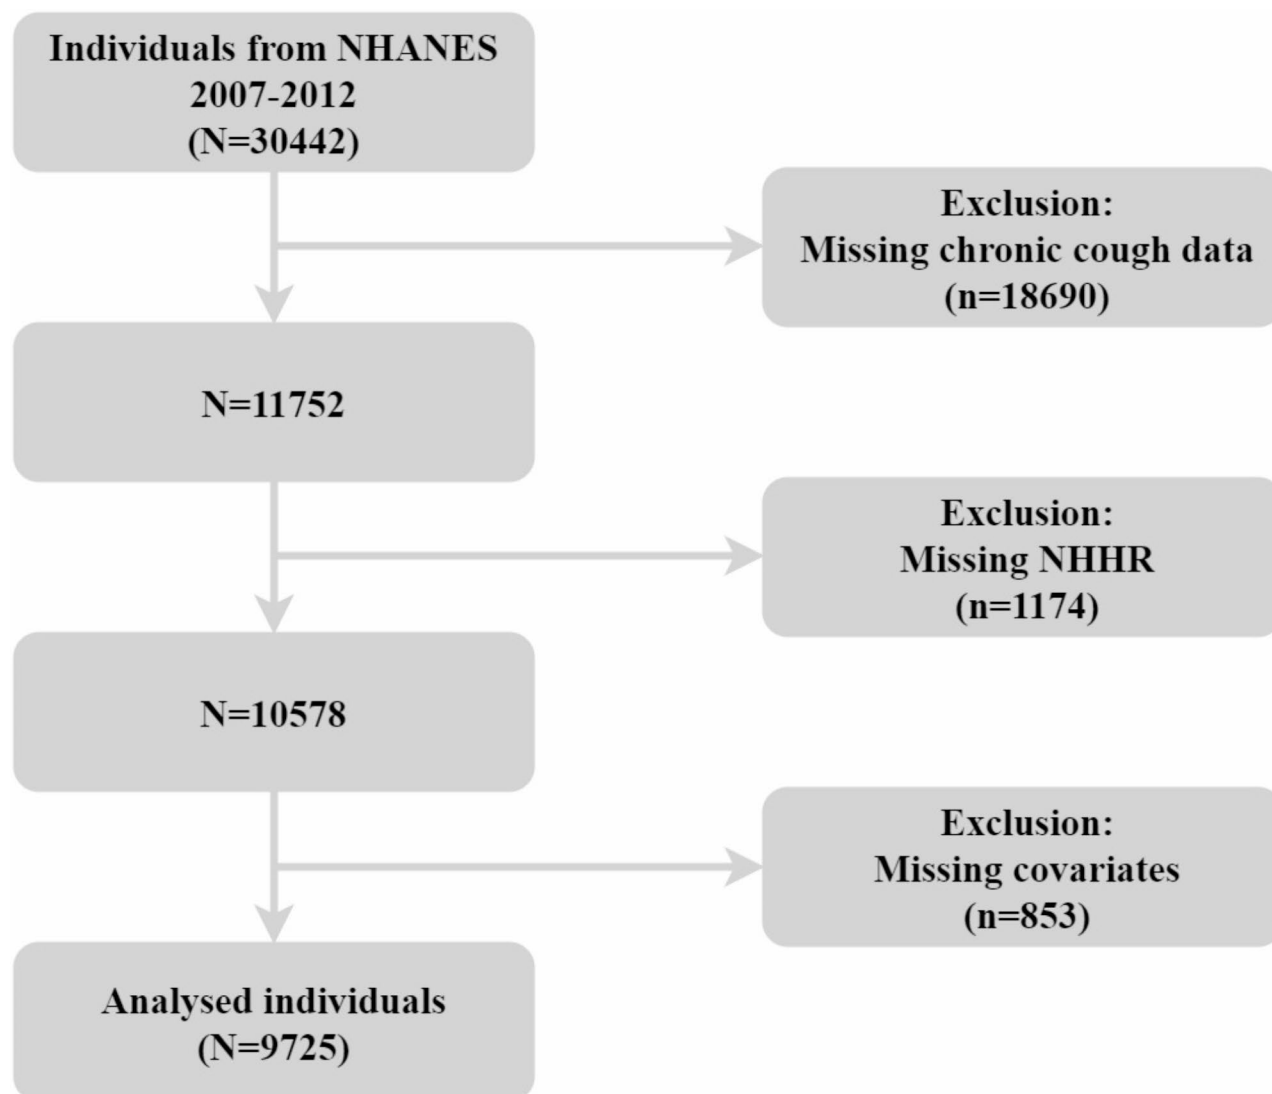 Individuals from NHANES
2007-2012
(N=30442)
Exclusion:
Missing chronic cough data
(n=18690)
N=11752
Exclusion:
Missing NHHR
(n=1174)
N=10578
Exclusion:
Missing covariates
(n=853)
Analysed individuals
(N=9725)